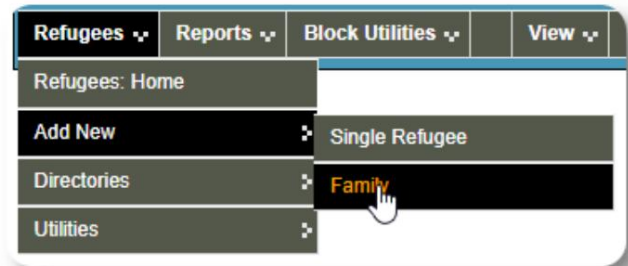 Refugees Reports Block Utilities View
Refugees: Home
Add New
Single Refugee
Directories
Family
Utilities